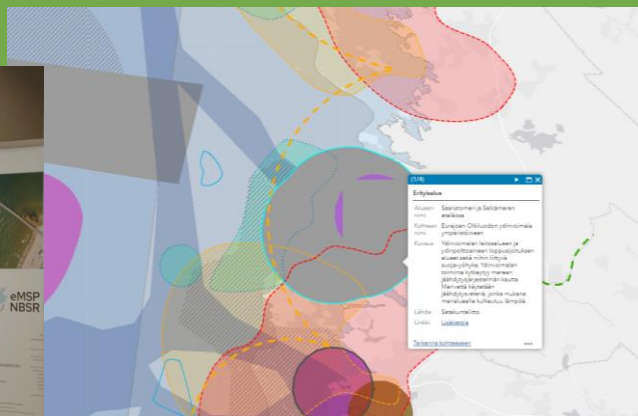 (1/4)
Erityisalue
Alueen nimi
Saaristomeri ja Selkämeren eteläosa
Kohteen nimi
Eurajoen Olkiluodon ydinvoimala ympäristöineen
Kuvaus
Ydinvoimalan laitosalueen ja ydinpolttoaineen loppusijoituksen alueet sekä niihin liittyvä suojavyöhyke. Ydinvoimalan toiminta kytkeytyy mereen jäähdytysjärjestelmän kautta. Merivettä käytetään jäähdytysvetenä, jonka mukana merialueelle kulkeutuu lämpöä.
Lähde
Satakuntaliitto
Linkki
Lisätietoja
Tarkenna kohteeseen
...
eMSP
NBSR